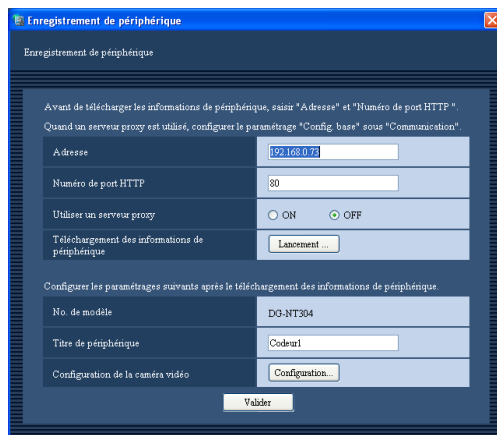 Enregistrement de périphérique
Enregistrement de périphérique
Avant de télécharger les informations de périphérique, saisir "Adresse" et "Numéro de port HTTP ".
Quand un serveur proxy est utilisé, configurer le paramétrage "Config. base" sous "Communication".
Adresse 192.168.0.73
Numéro de port HTTP 80
Utiliser un serveur proxy ON OFF
Téléchargement des informations de
périphérique Lancement ...
Configurer les paramétrages suivants après le téléchargement des informations de périphérique.
No. de modèle DG-NT304
Titre de périphérique Codeur1
Configuration de la caméra vidéo Configuration...
Valider